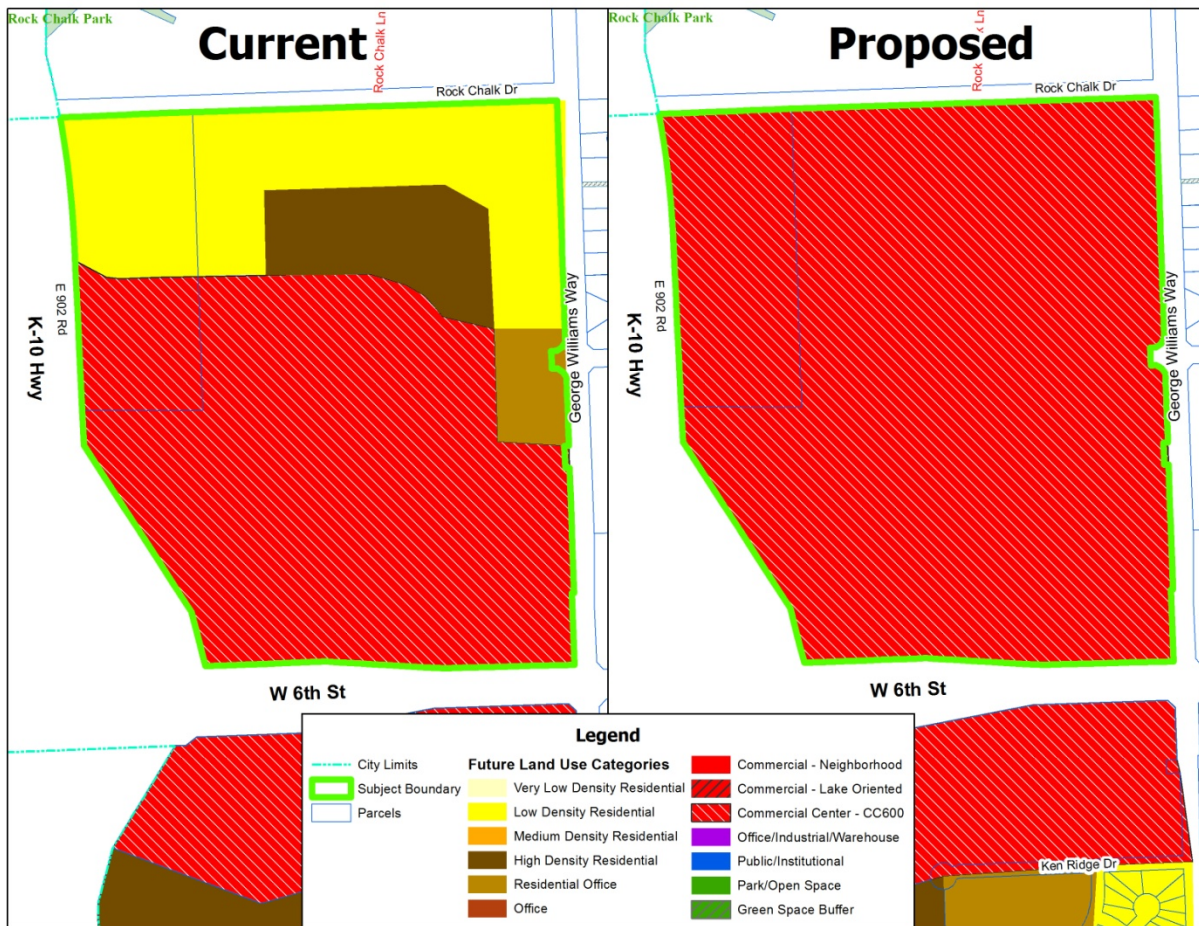 Rock Chalk Park
Current
Rock Chalk Ln
Rock Chalk Dr
E 902 Rd
K-10 Hwy
George Williams Way
W 6th St
Rock Chalk Park
Proposed
Rock Chalk Dr
E 902 Rd
K-10 Hwy
George Williams Way
W 6th St
Ken Ridge Dr
Legend
City Limits
Subject Boundary
Parcels
Future Land Use Categories
Very Low Density Residential
Low Density Residential
Medium Density Residential
High Density Residential
Residential Office
Office
Commercial - Neighborhood
Commercial - Lake Oriented
Commercial Center - CC600
Office/Industrial/Warehouse
Public/Institutional
Park/Open Space
Green Space Buffer